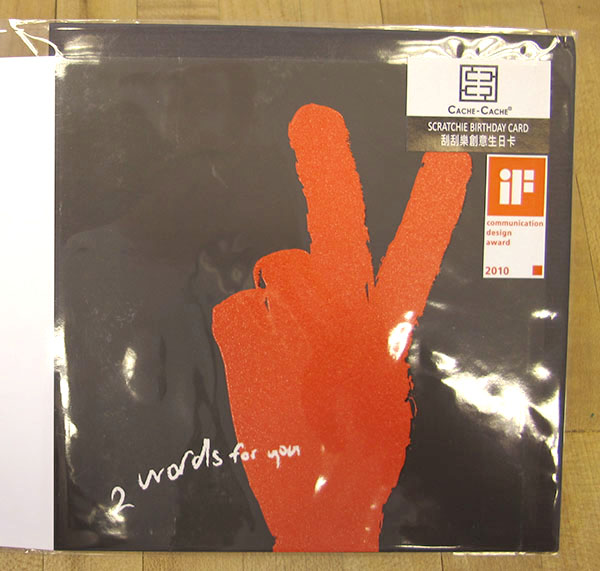 CACHE-CACHE®
SCRATCHIE BIRTHDAY CARD
刮刮樂創意生日卡
iF
communication
design
award
2010
2 words for you